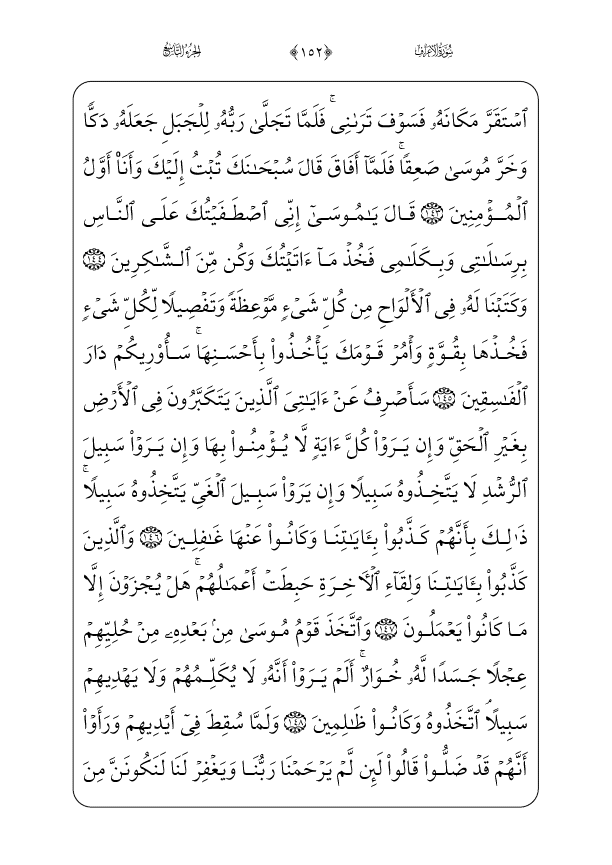 سُورَةُ الأَعۡرَافِ ﴿١٥٢﴾ الجُزۡءُ التَّاسِعُ
ٱسۡتَقَرَّ مَكَانَهُۥ فَسَوۡفَ تَرَىٰنِىۚ فَلَمَّا تَجَلَّىٰ رَبُّهُۥ لِلۡجَبَلِ جَعَلَهُۥ دَكّٗا
وَخَرَّ مُوسَىٰ صَعِقٗاۚ فَلَمَّآ أَفَاقَ قَالَ سُبۡحَٰنَكَ تُبۡتُ إِلَيۡكَ وَأَنَا۠ أَوَّلُ
ٱلۡمُؤۡمِنِينَ ١٤٣ قَالَ يَٰمُوسَىٰٓ إِنِّى ٱصۡطَفَيۡتُكَ عَلَى ٱلنَّاسِ
بِرِسَٰلَٰتِى وَبِكَلَٰمِى فَخُذۡ مَآ ءَاتَيۡتُكَ وَكُن مِّنَ ٱلشَّٰكِرِينَ ١٤٤
وَكَتَبۡنَا لَهُۥ فِى ٱلۡأَلۡوَاحِ مِن كُلِّ شَىۡءٖ مَّوۡعِظَةٗ وَتَفۡصِيلٗا لِّكُلِّ شَىۡءٖ
فَخُذۡهَا بِقُوَّةٖ وَأۡمُرۡ قَوۡمَكَ يَأۡخُذُواْ بِأَحۡسَنِهَاۚ سَأُوْرِيكُمۡ دَارَ
ٱلۡفَٰسِقِينَ ١٤٥ سَأَصۡرِفُ عَنۡ ءَايَٰتِىَ ٱلَّذِينَ يَتَكَبَّرُونَ فِى ٱلۡأَرۡضِ
بِغَيۡرِ ٱلۡحَقِّ وَإِن يَرَوۡاْ كُلَّ ءَايَةٖ لَّا يُؤۡمِنُواْ بِهَا وَإِن يَرَوۡاْ سَبِيلَ
ٱلرُّشۡدِ لَا يَتَّخِذُوهُ سَبِيلٗا وَإِن يَرَوۡاْ سَبِيلَ ٱلۡغَىِّ يَتَّخِذُوهُ سَبِيلٗاۚ
ذَٰلِكَ بِأَنَّهُمۡ كَذَّبُواْ بِـَٔايَٰتِنَا وَكَانُواْ عَنۡهَا غَٰفِلِينَ ١٤٦ وَٱلَّذِينَ
كَذَّبُواْ بِـَٔايَٰتِنَا وَلِقَآءِ ٱلۡأٓخِرَةِ حَبِطَتۡ أَعۡمَٰلُهُمۡۚ هَلۡ يُجۡزَوۡنَ إِلَّا
مَا كَانُواْ يَعۡمَلُونَ ١٤٧ وَٱتَّخَذَ قَوۡمُ مُوسَىٰ مِنۢ بَعۡدِهِۦ مِنۡ حُلِيِّهِمۡ
عِجۡلٗا جَسَدٗا لَّهُۥ خُوَارٌۚ أَلَمۡ يَرَوۡاْ أَنَّهُۥ لَا يُكَلِّمُهُمۡ وَلَا يَهۡدِيهِمۡ
سَبِيلًاۘ ٱتَّخَذُوهُ وَكَانُواْ ظَٰلِمِينَ ١٤٨ وَلَمَّا سُقِطَ فِىٓ أَيۡدِيهِمۡ وَرَأَوۡاْ
أَنَّهُمۡ قَدۡ ضَلُّواْ قَالُواْ لَئِن لَّمۡ يَرۡحَمۡنَا رَبُّنَا وَيَغۡفِرۡ لَنَا لَنَكُونَنَّ مِنَ